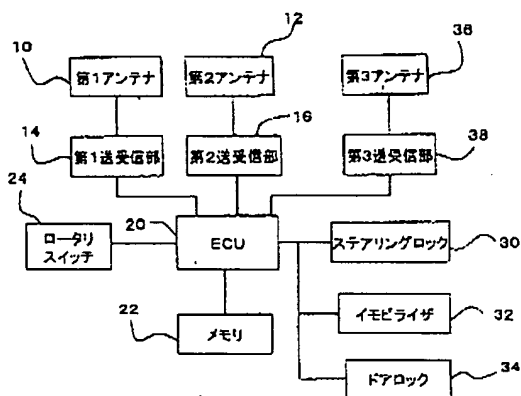 12
36
10
第1アンテナ
第2アンテナ
第3アンテナ
14
16
第1送受信部
第2送受信部
第3送受信部
38
24
20
ロータリ
スイッチ
ECU
ステアリングロック
30
22
メモリ
イモビライザ
32
ドアロック
34